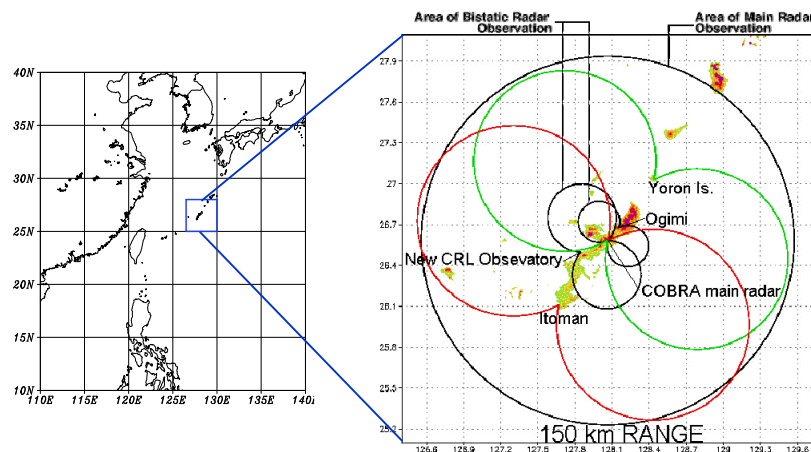 Area of Bistatic Radar
Observation
Area of Main Radar
Observation
40N
35N
30N
25N
20N
15N
10N
110E 115E 120E 125E 130E 135E 140
27.9
27.6
27.3
27
26.7
26.4
26.1
25.8
25.5
25.2
Yoron Is.
Ogimi
New CRL Obsevatory
COBRA main radar
Itoman
150 km RANGE
126.6 126.9 127.2 127.5 127.8 128.1 128.4 128.7 129 129.3 129.6